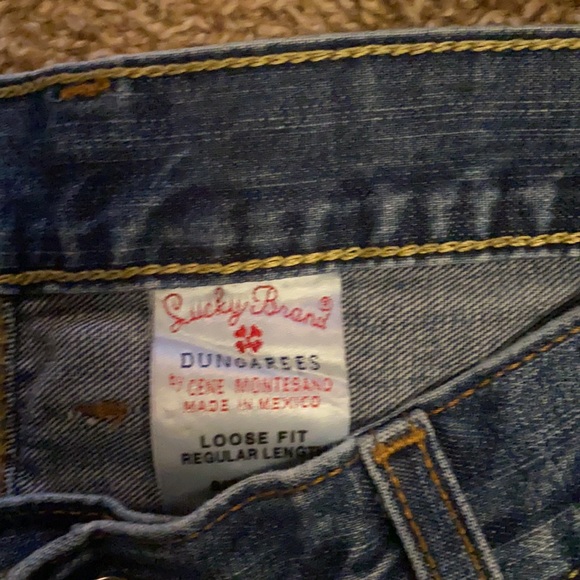 Lucky Brand®
DUNGAREES
BY GENE MONTESANO
MADE IN MEXICO
LOOSE FIT
REGULAR LENGTH